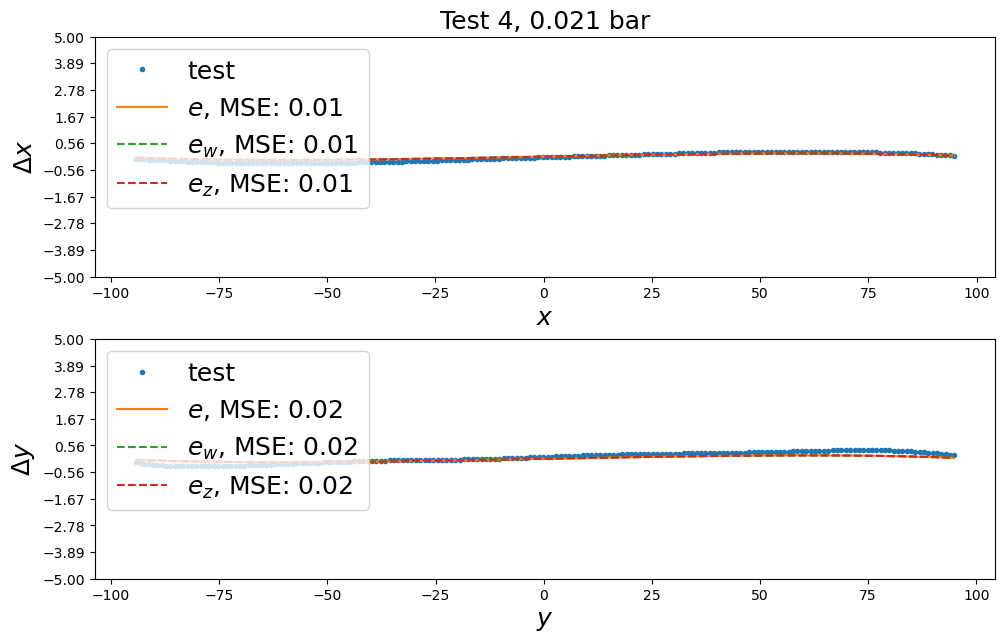 Test 4, 0.021 bar
5.00
3.89
2.78
1.67
0.56
−0.56
−1.67
−2.78
−3.89
−5.00
Δx
test
e, MSE: 0.01
e_w, MSE: 0.01
e_z, MSE: 0.01
−100 −75 −50 −25 0 25 50 75 100
x
5.00
3.89
2.78
1.67
0.56
−0.56
−1.67
−2.78
−3.89
−5.00
Δy
test
e, MSE: 0.02
e_w, MSE: 0.02
e_z, MSE: 0.02
−100 −75 −50 −25 0 25 50 75 100
y